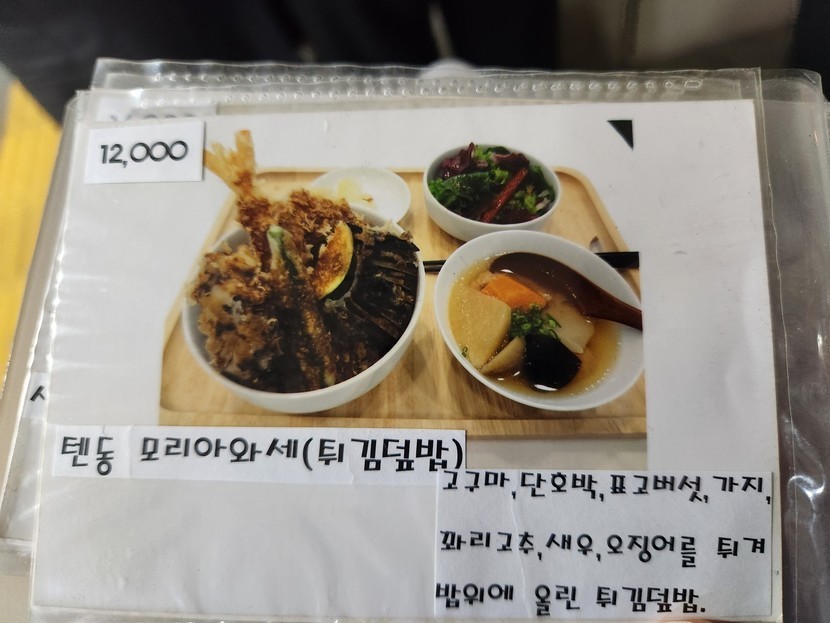 12,000
텐동 모리아와세(튀김덮밥)
고구마,단호박,표고버섯,가지,
꽈리고추,새우,오징어를 튀겨
밥위에 올린 튀김덮밥.